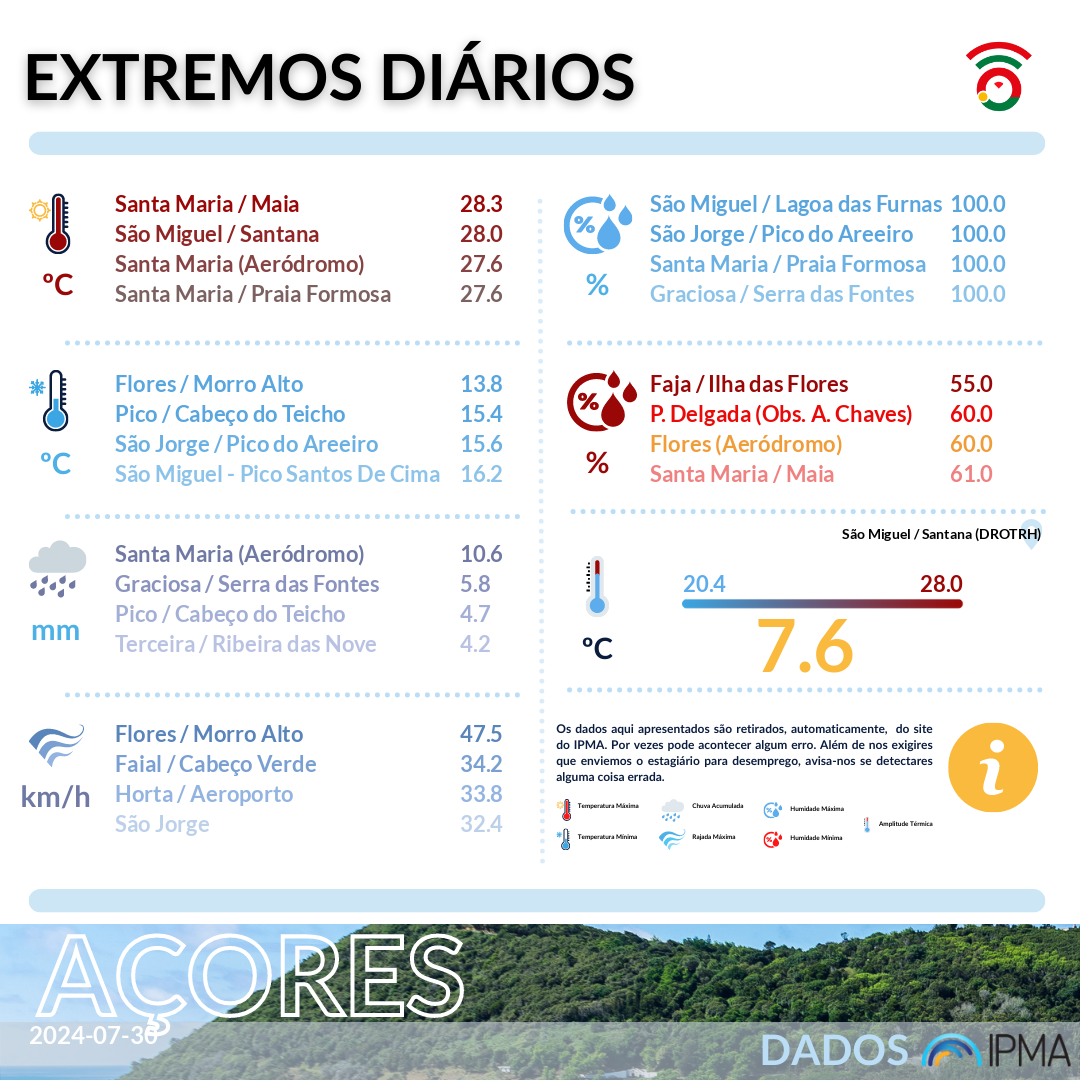 EXTREMOS DIÁRIOS
Santa Maria / Maia 28.3
São Miguel / Santana 28.0
Santa Maria (Aeródromo) 27.6
Santa Maria / Praia Formosa 27.6
ºC
Flores / Morro Alto 13.8
Pico / Cabeço do Teicho 15.4
São Jorge / Pico do Areeiro 15.6
São Miguel - Pico Santos De Cima 16.2
ºC
Santa Maria (Aeródromo) 10.6
Graciosa / Serra das Fontes 5.8
Pico / Cabeço do Teicho 4.7
Terceira / Ribeira das Nove 4.2
mm
Flores / Morro Alto 47.5
Faial / Cabeço Verde 34.2
Horta / Aeroporto 33.8
São Jorge 32.4
km/h
São Miguel / Lagoa das Furnas 100.0
São Jorge / Pico do Areeiro 100.0
Santa Maria / Praia Formosa 100.0
Graciosa / Serra das Fontes 100.0
%
%
Faja / Ilha das Flores 55.0
P. Delgada (Obs. A. Chaves) 60.0
Flores (Aeródromo) 60.0
Santa Maria / Maia 61.0
%
%
São Miguel / Santana (DROTRH)
20.4 28.0
7.6
ºC
Os dados aqui apresentados são retirados, automaticamente, do site
do IPMA. Por vezes pode acontecer algum erro. Além de nos exigires
que enviemos o estagiário para desemprego, avisa-nos se detectares
alguma coisa errada.
i
Temperatura Máxima
Chuva Acumulada
Humidade Máxima
Temperatura Mínima
Rajada Máxima
Humidade Mínima
Amplitude Térmica
AÇORES
2024-07-30
DADOS IPMA